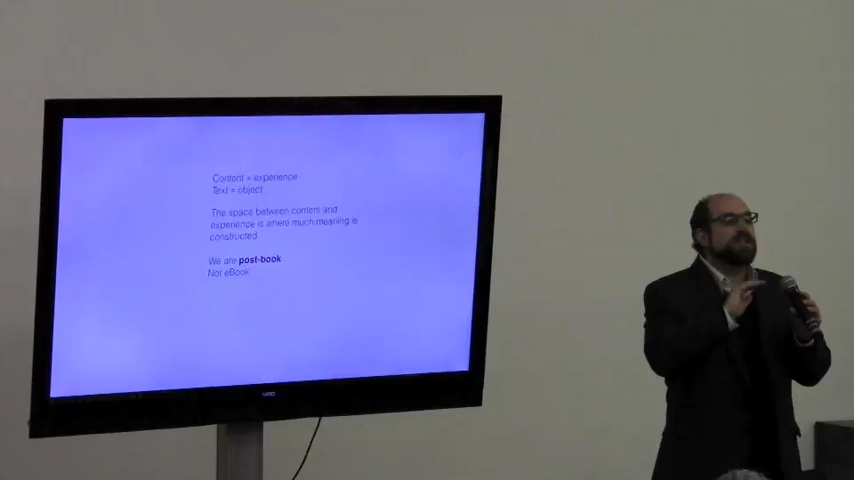 Content = experience
Text = object
The space between content and
experience is where much meaning is
constructed.
We are post-book
Not eBook
VIZIO